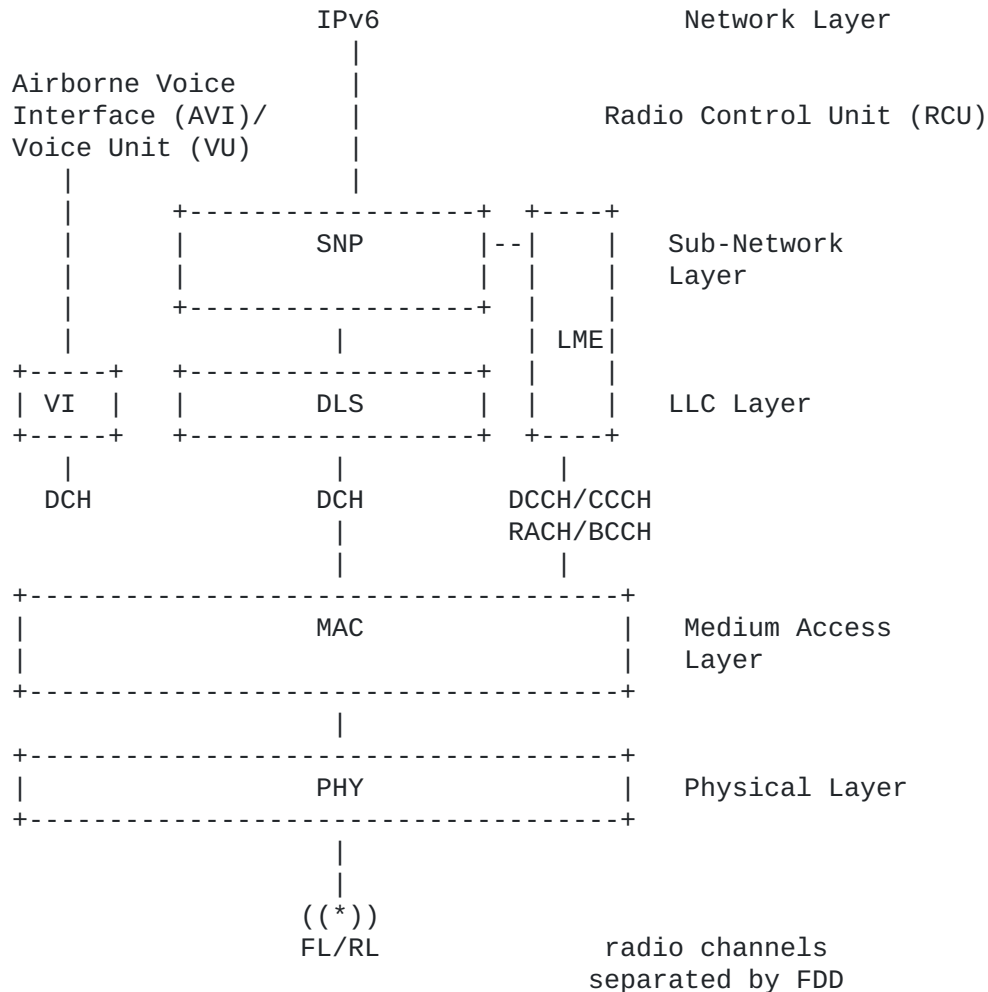 IPv6 Network Layer
Airborne Voice
Interface (AVI)/ Radio Control Unit (RCU)
Voice Unit (VU)
SNP Sub-Network
Layer
LME
VI DLS LLC Layer
DCH DCH DCCH/CCCH
RACH/BCCH
MAC Medium Access
Layer
PHY Physical Layer
((*))
FL/RL radio channels
separated by FDD